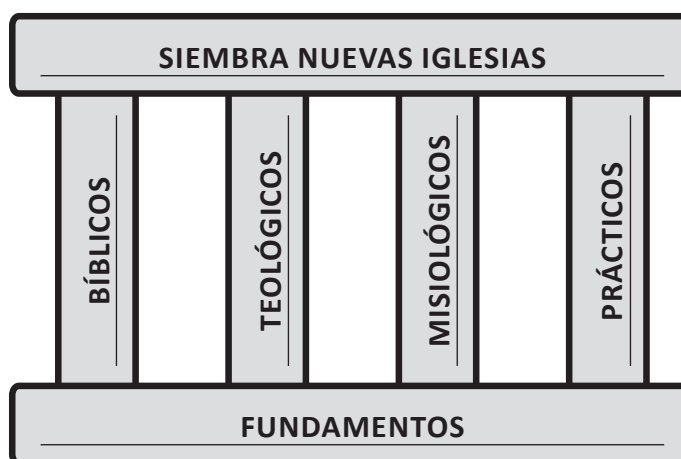 SIEMBRA NUEVAS IGLESIAS
BÍBLICOS
TEOLÓGICOS
MISIOLÓGICOS
PRÁCTICOS
FUNDAMENTOS